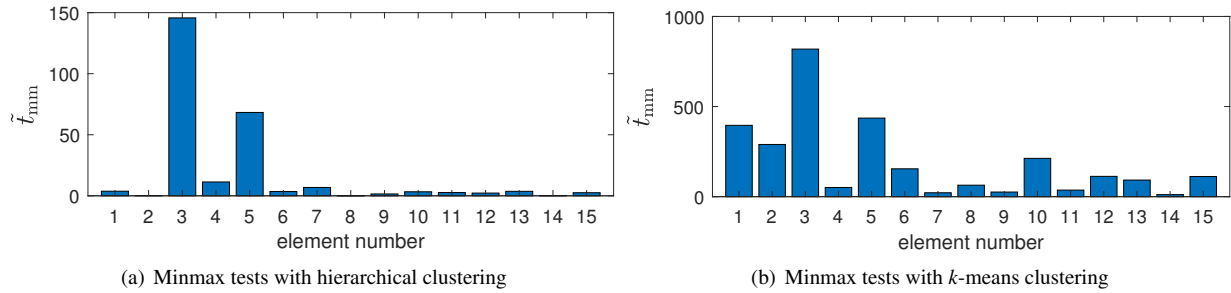 150
100
50
0
t̃mm
1 2 3 4 5 6 7 8 9 10 11 12 13 14 15
element number
(a) Minmax tests with hierarchical clustering
1000
500
0
t̃mm
1 2 3 4 5 6 7 8 9 10 11 12 13 14 15
element number
(b) Minmax tests with k-means clustering